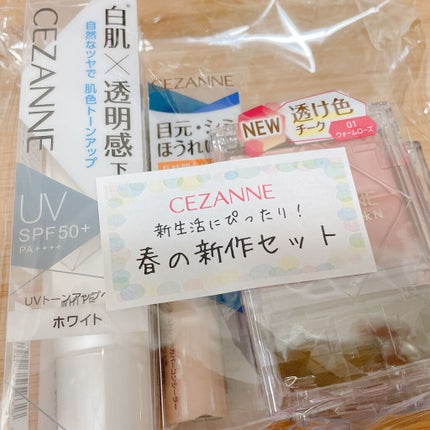 白肌×透明感下
自然なツヤで 肌色トーンアップ
CEZANNE
UV
SPF50+
PA++++
UVトーンアップ
ホワイト
CEZANNE
目元・シミ
ほうれい
NEW
透け色
チーク
01
ウォームローズ
CEZANNE
新生活にぴったり!
春の新作セット